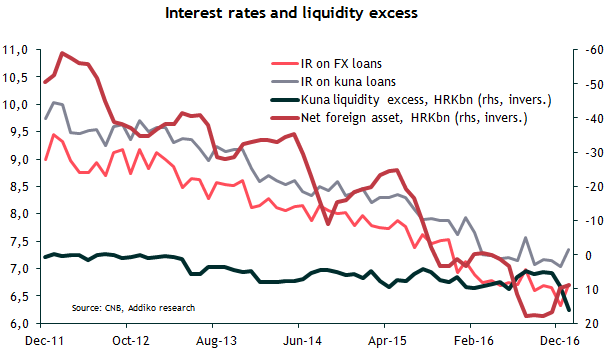 Interest rates and liquidity excess
11,0
10,5
10,0
9,5
9,0
8,5
8,0
7,5
7,0
6,5
6,0
-60
-50
-40
-30
-20
-10
0
10
20
IR on FX loans
IR on kuna loans
Kuna liquidity excess, HRKbn (rhs, invers.)
Net foreign asset, HRKbn (rhs, invers.)
Source: CNB, Addiko research
Dec-11 Oct-12 Aug-13 Jun-14 Apr-15 Feb-16 Dec-16